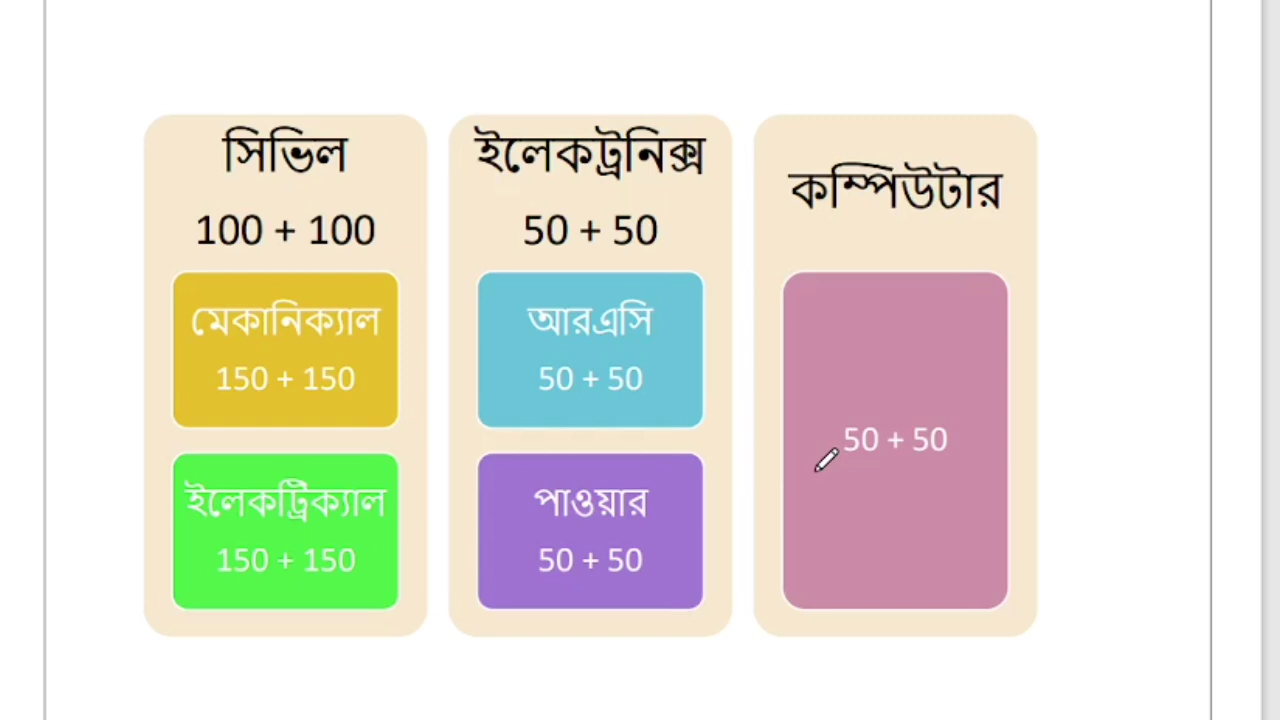 সিভিল
100 + 100
মেকানিক্যাল
150 + 150
ইলেকট্রিক্যাল
150 + 150
ইলেকট্রনিক্স
50 + 50
আরএসি
50 + 50
পাওয়ার
50 + 50
কম্পিউটার
50 + 50